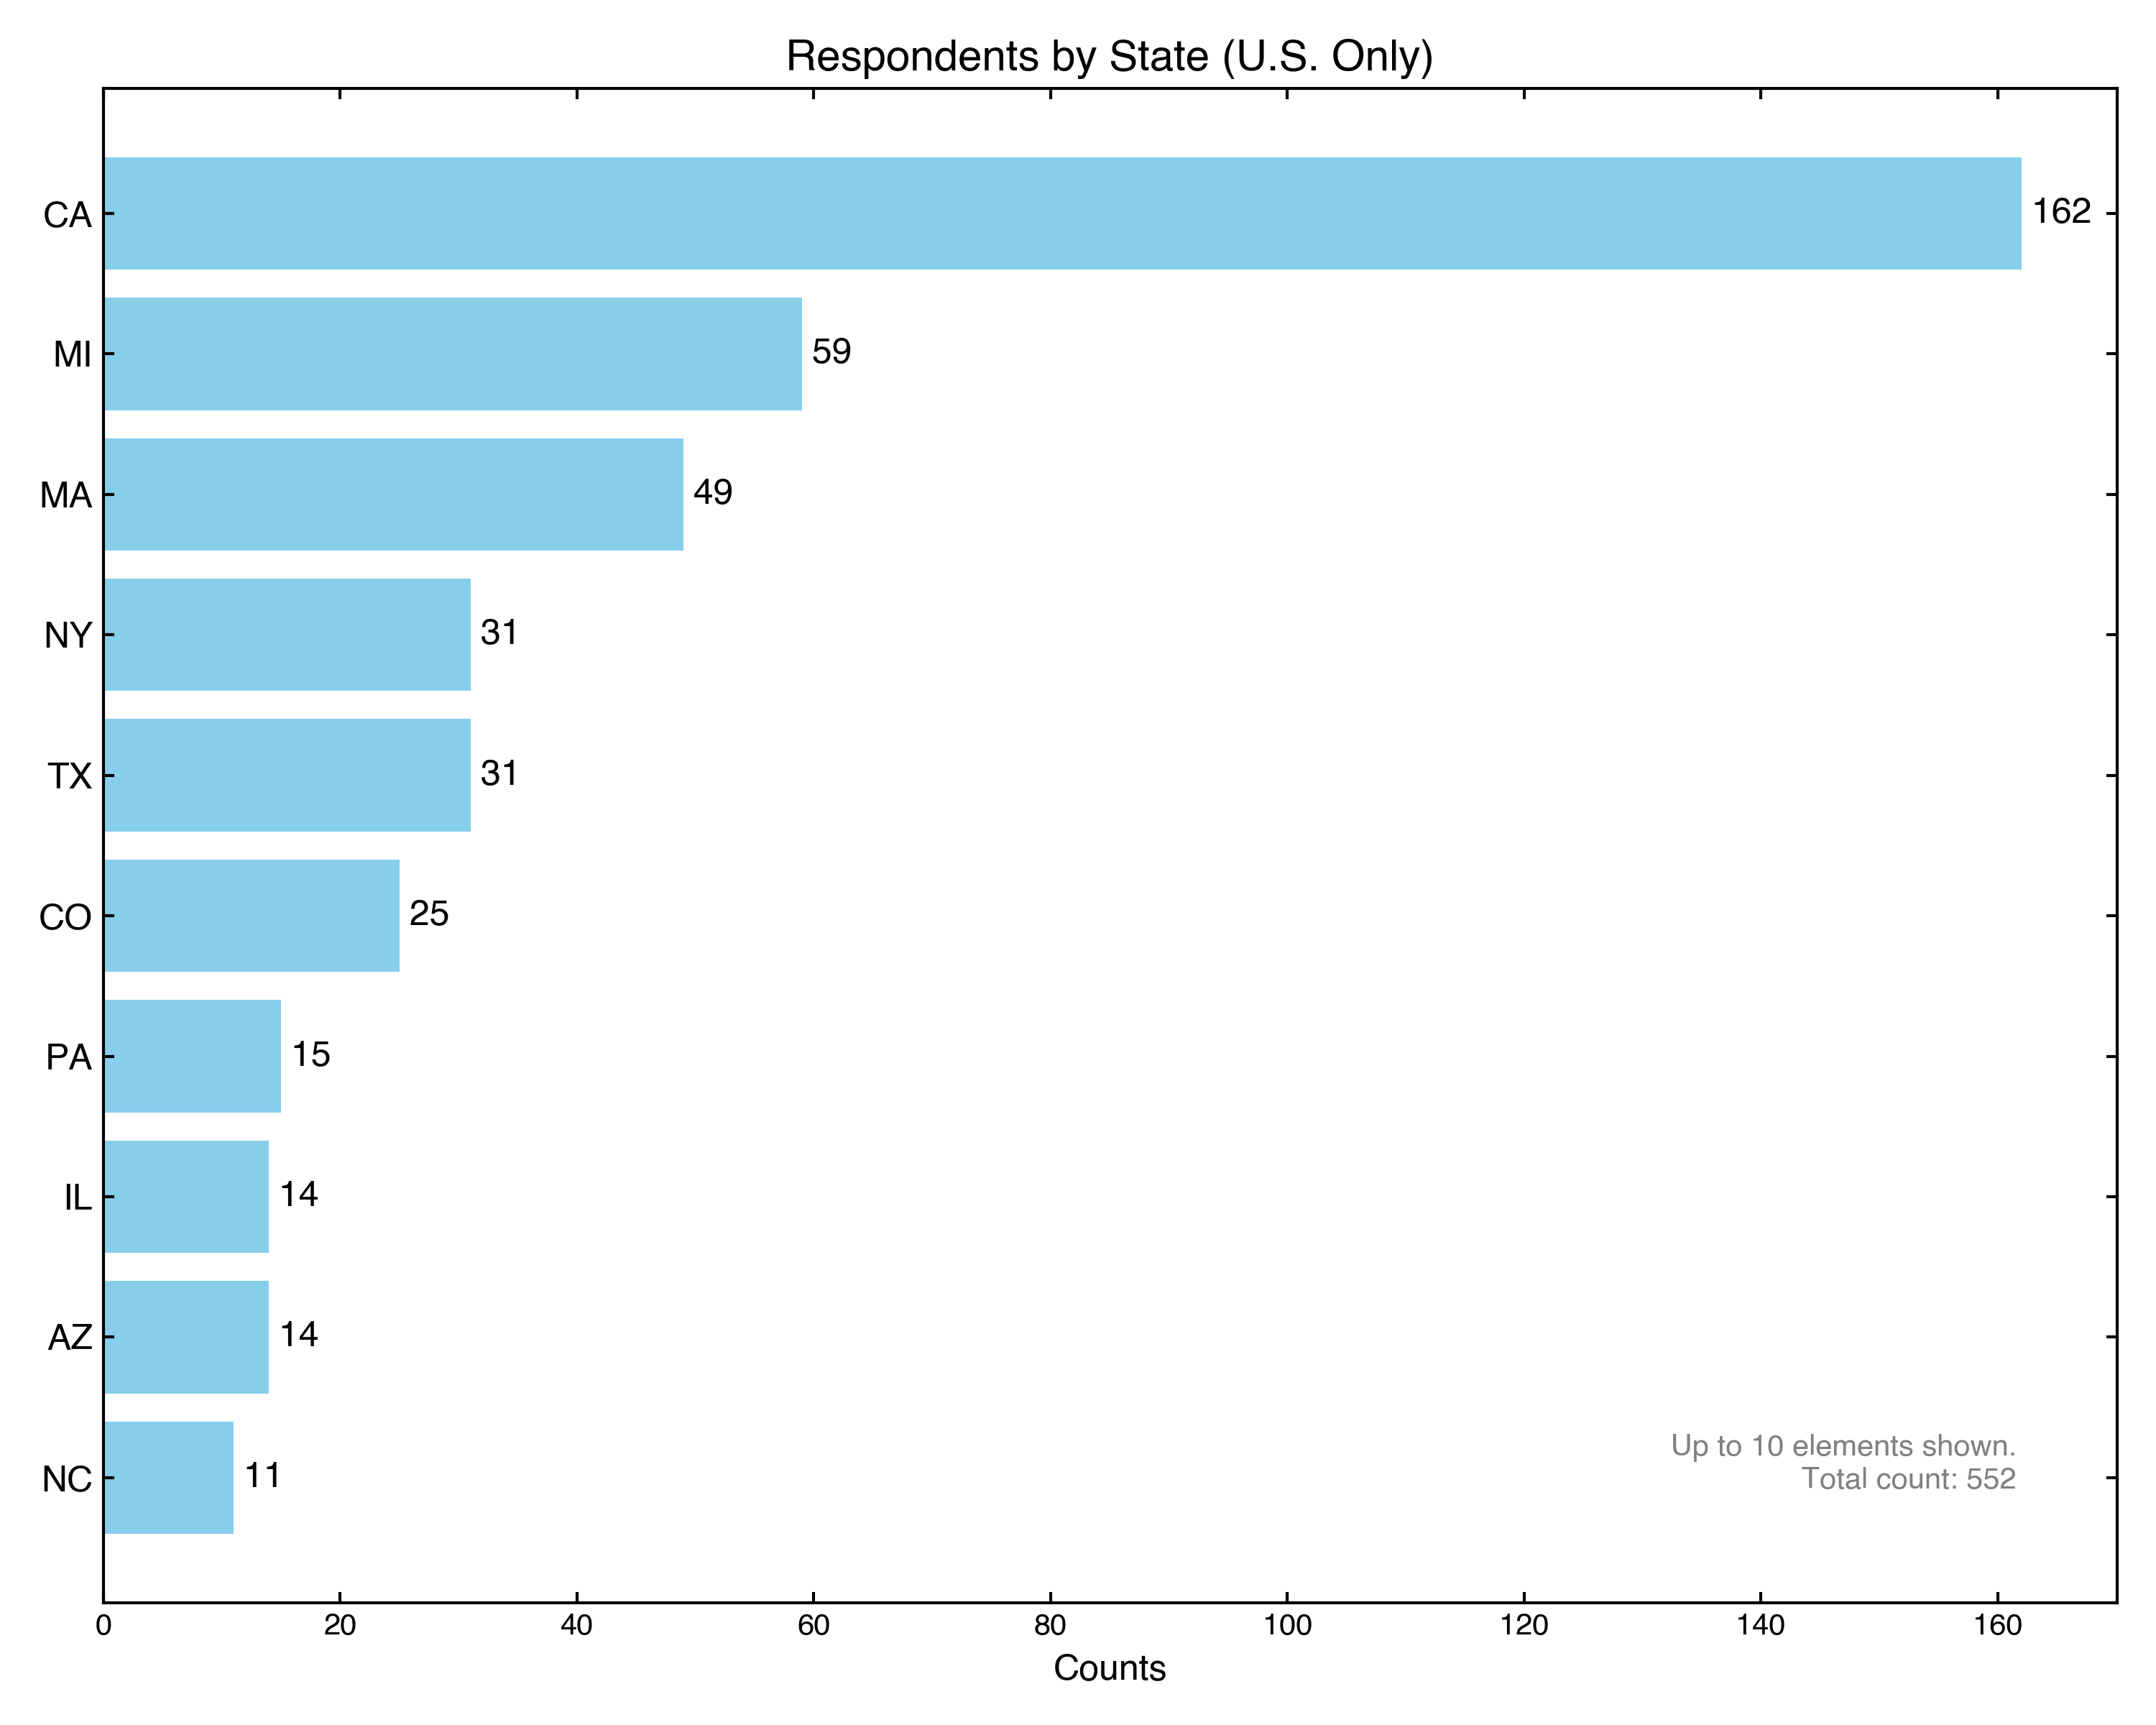 Respondents by State (U.S. Only)
CA 162
MI 59
MA 49
NY 31
TX 31
CO 25
PA 15
IL 14
AZ 14
NC 11
Up to 10 elements shown.
Total count: 552
0 20 40 60 80 100 120 140 160
Counts